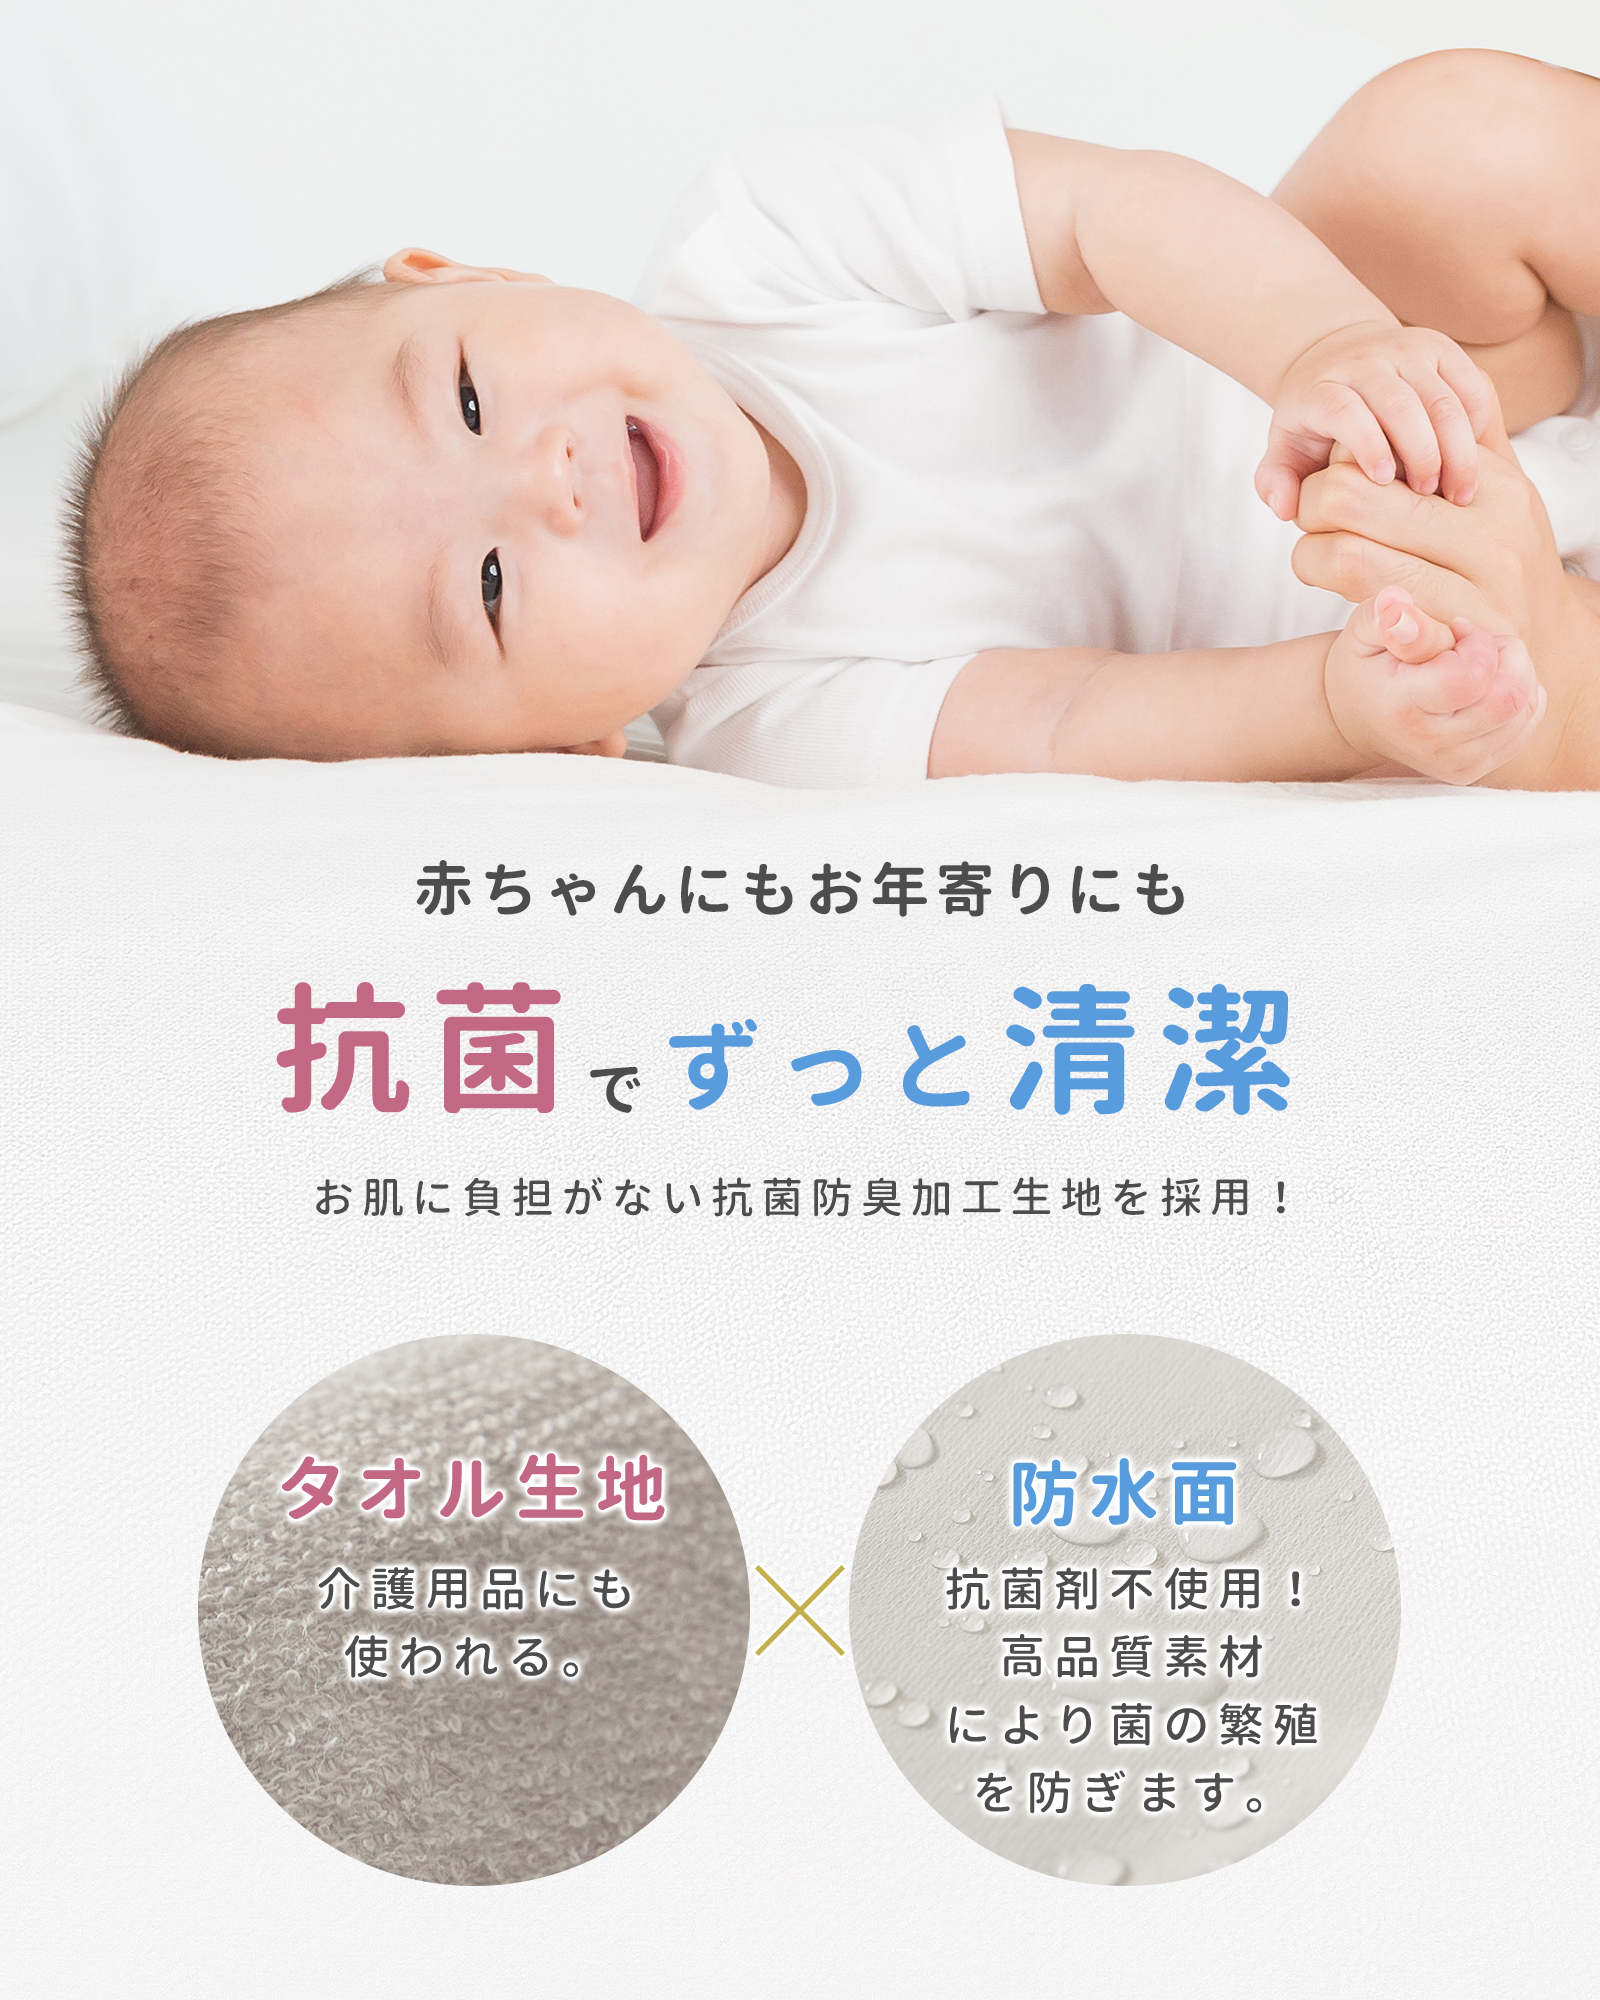 赤ちゃんにもお年寄りにも
抗菌でずっと清潔
お肌に負担がない抗菌防臭加工生地を採用！
タオル生地
介護用品にも
使われる。
防水面
抗菌剤不使用！
高品質素材
により菌の繁殖
を防ぎます。